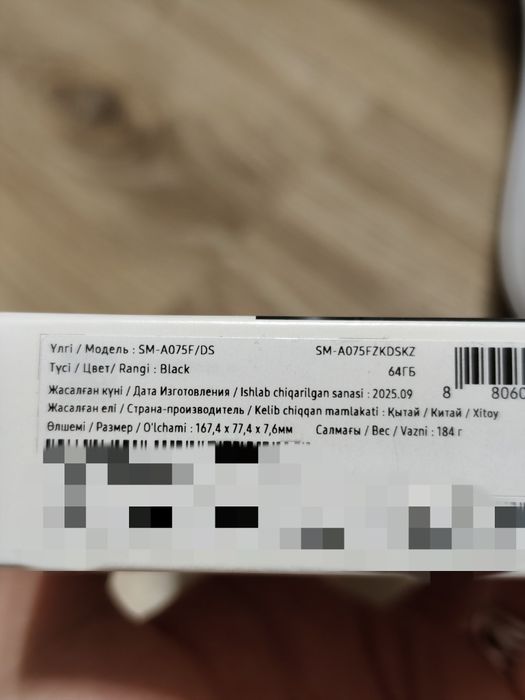 Үлгі / Модель : SM-A075F/DS SM-A075FZKDSKZ
Түсі / Цвет/ Rangi : Black 64ГБ
Жасалған күні / Дата Изготовления / Ishlab chiqarilgan sanasi : 2025.09
Жасалған елі / Страна-производитель / Kelib chiqqan mamlakati : Қытай / Китай / Xitoy
Өлшемі / Размер / O'lchami : 167,4 x 77,4 x 7,6мм Салмағы / Вес / Vazni : 184 г
8 8060